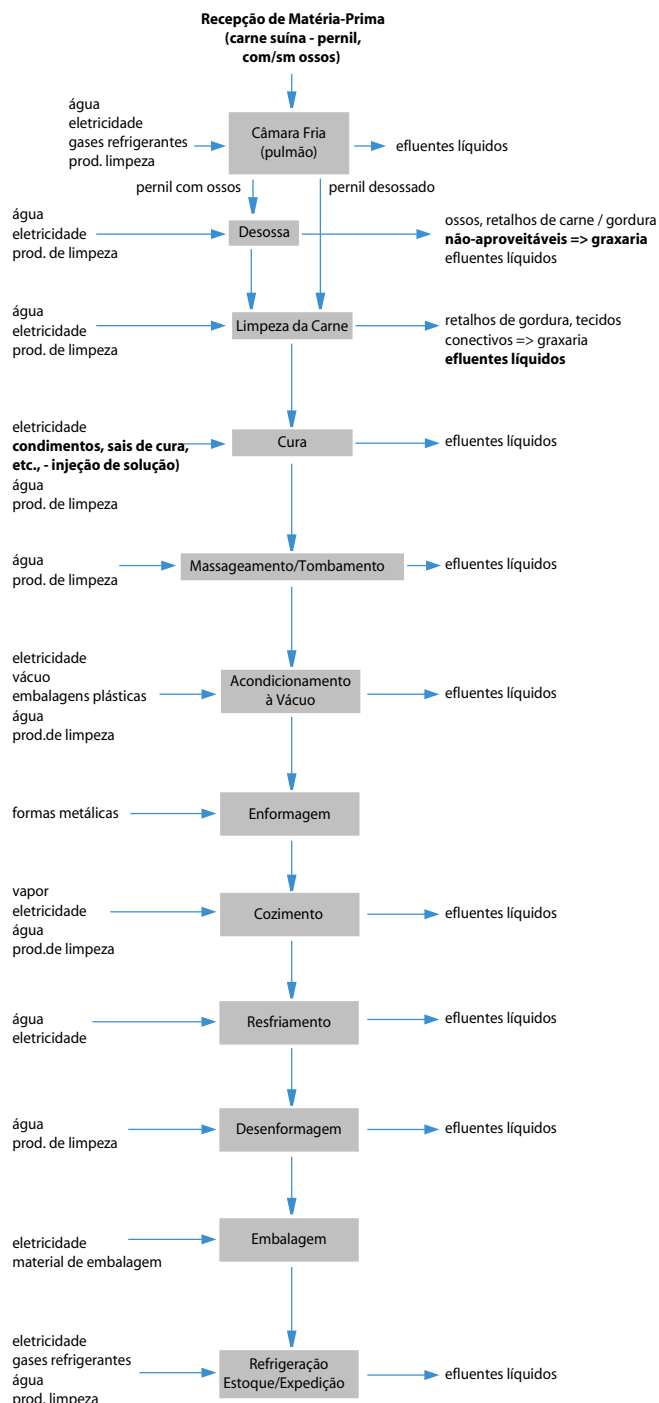 Recepção de Matéria-Prima
(carne suína - pernil,
com/sm ossos)
água
eletricidade
gases refrigerantes
prod. limpeza
Câmara Fria
(pulmão)
efluentes líquidos
pernil com ossos
pernil desossado
água
eletricidade
prod. de limpeza
Desossa
ossos, retalhos de carne / gordura
não-aproveitáveis => graxaria
efluentes líquidos
água
eletricidade
prod. de limpeza
Limpeza da Carne
retalhos de gordura, tecidos
conectivos => graxaria
efluentes líquidos
eletricidade
condimentos, sais de cura,
etc., - injeção de solução)
água
prod. de limpeza
Cura
efluentes líquidos
água
prod. de limpeza
Massageamento/Tombamento
efluentes líquidos
eletricidade
vácuo
embalagens plásticas
água
prod.de limpeza
Acondicionamento
à Vácuo
efluentes líquidos
formas metálicas
Enformagem
vapor
eletricidade
água
prod.de limpeza
Cozimento
efluentes líquidos
água
eletricidade
Resfriamento
efluentes líquidos
água
prod. de limpeza
Desenformagem
efluentes líquidos
eletricidade
material de embalagem
Embalagem
eletricidade
gases refrigerantes
água
prod. limpeza
Refrigeração
Estoque/Expedição
efluentes líquidos